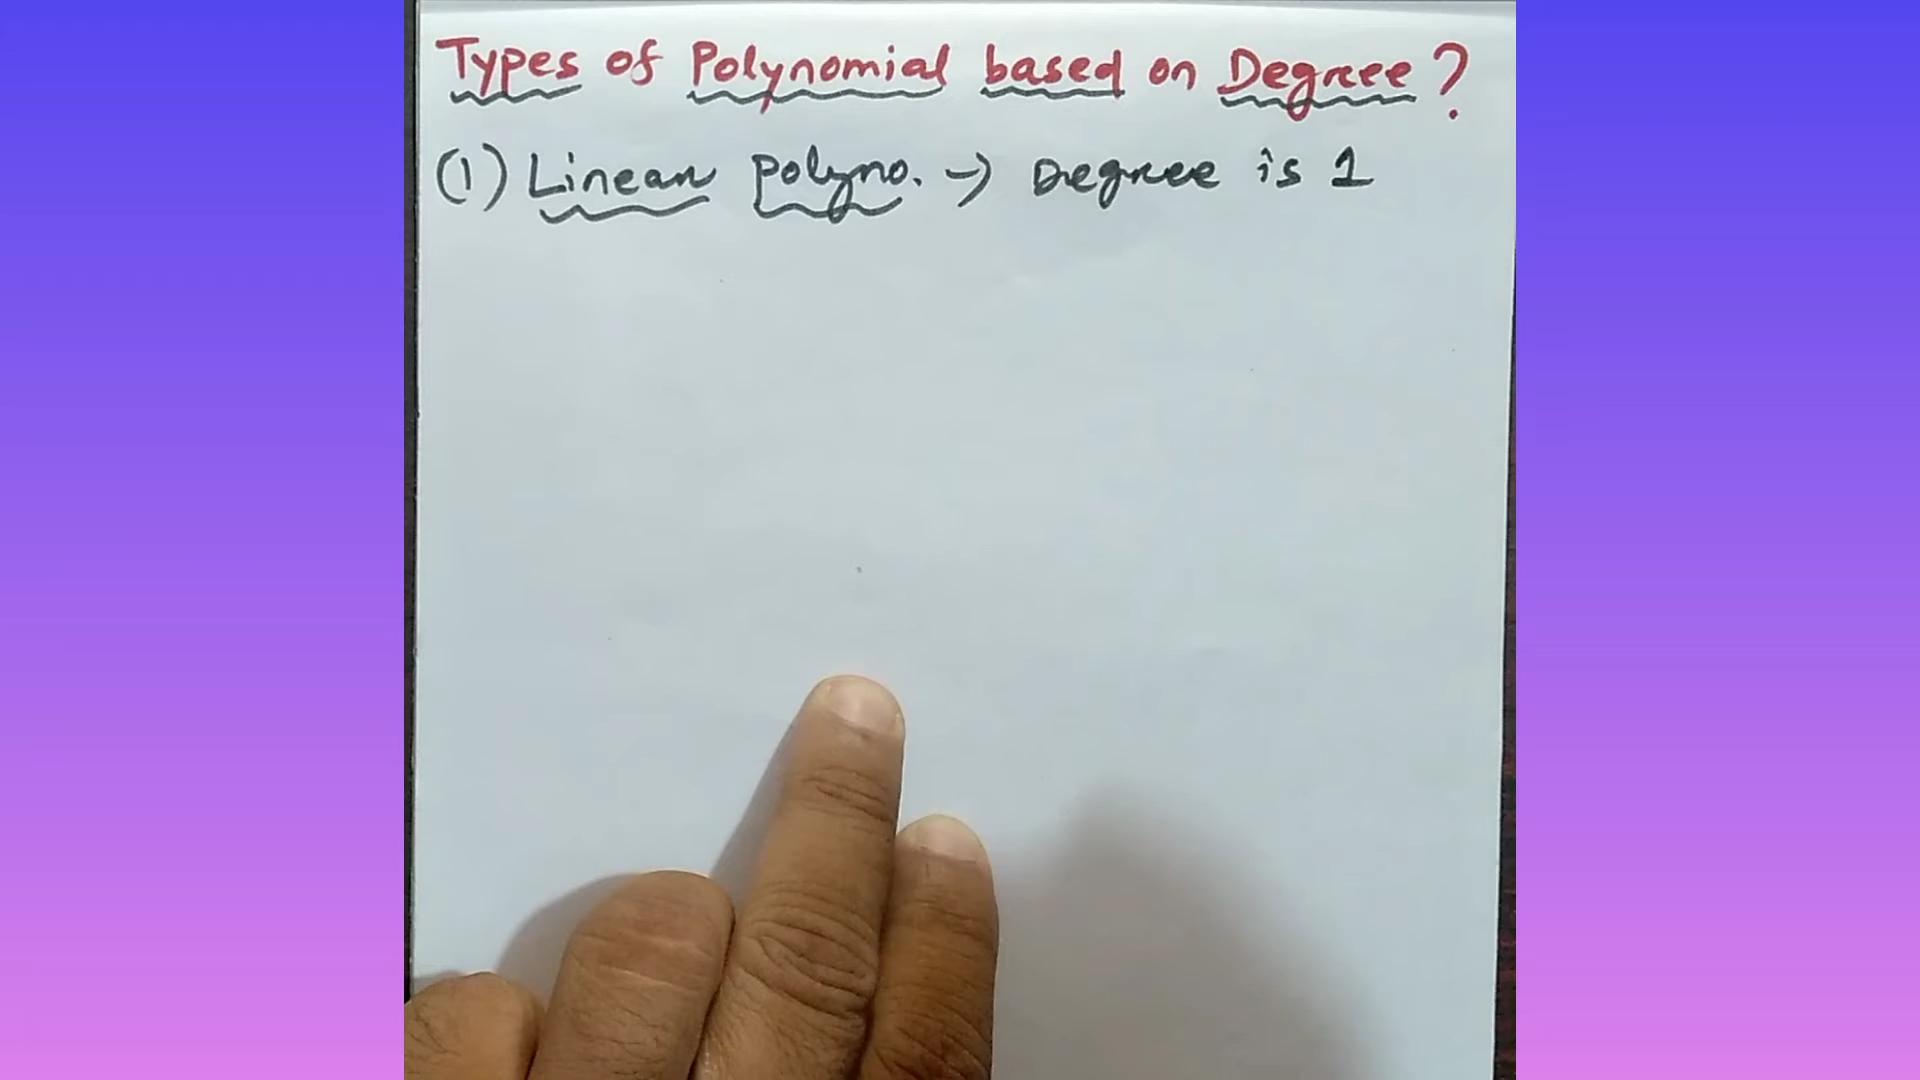 Types of Polynomial based on Degree?
(1) Linear Polyno. → Degree is 1